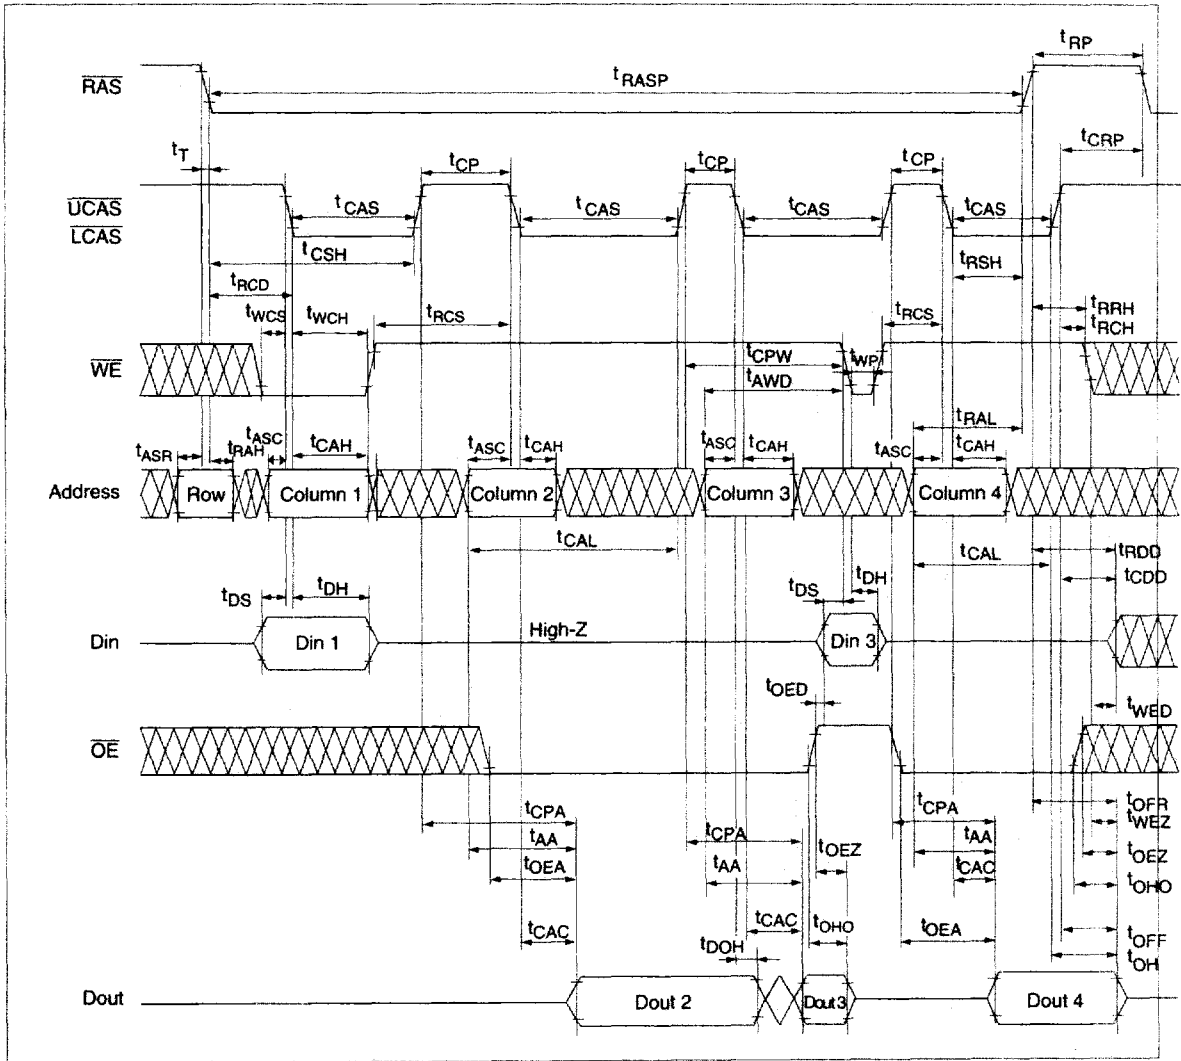 tRP
RAS
tRASP
tT
tCP
tCP
tCP
tCRP
UCAS
LCAS
tCAS
tCAS
tCAS
tCAS
tCSH
tRSH
tRCD
tWCS
tWCH
tRCS
tRCS
tRRH
tRCH
WE
tCPW
tWP
tAWD
tRAL
tASR
tRAH
tASC
tCAH
tASC
tCAH
tASC
tCAH
tASC
tCAH
Address
Row
Column 1
Column 2
Column 3
Column 4
tCAL
tCAL
tRDD
tCDD
tDS
tDH
tDS
tDH
Din
Din 1
High-Z
Din 3
tOED
tWED
OE
tCPA
tCPA
tCPA
tOFR
tWEZ
tAA
tAA
tAA
tOEZ
tOEZ
tOEA
tCAC
tOHO
tCAC
tCAC
tOHO
tOEA
tOFF
tDOH
tOH
Dout
Dout 2
Dout 3
Dout 4